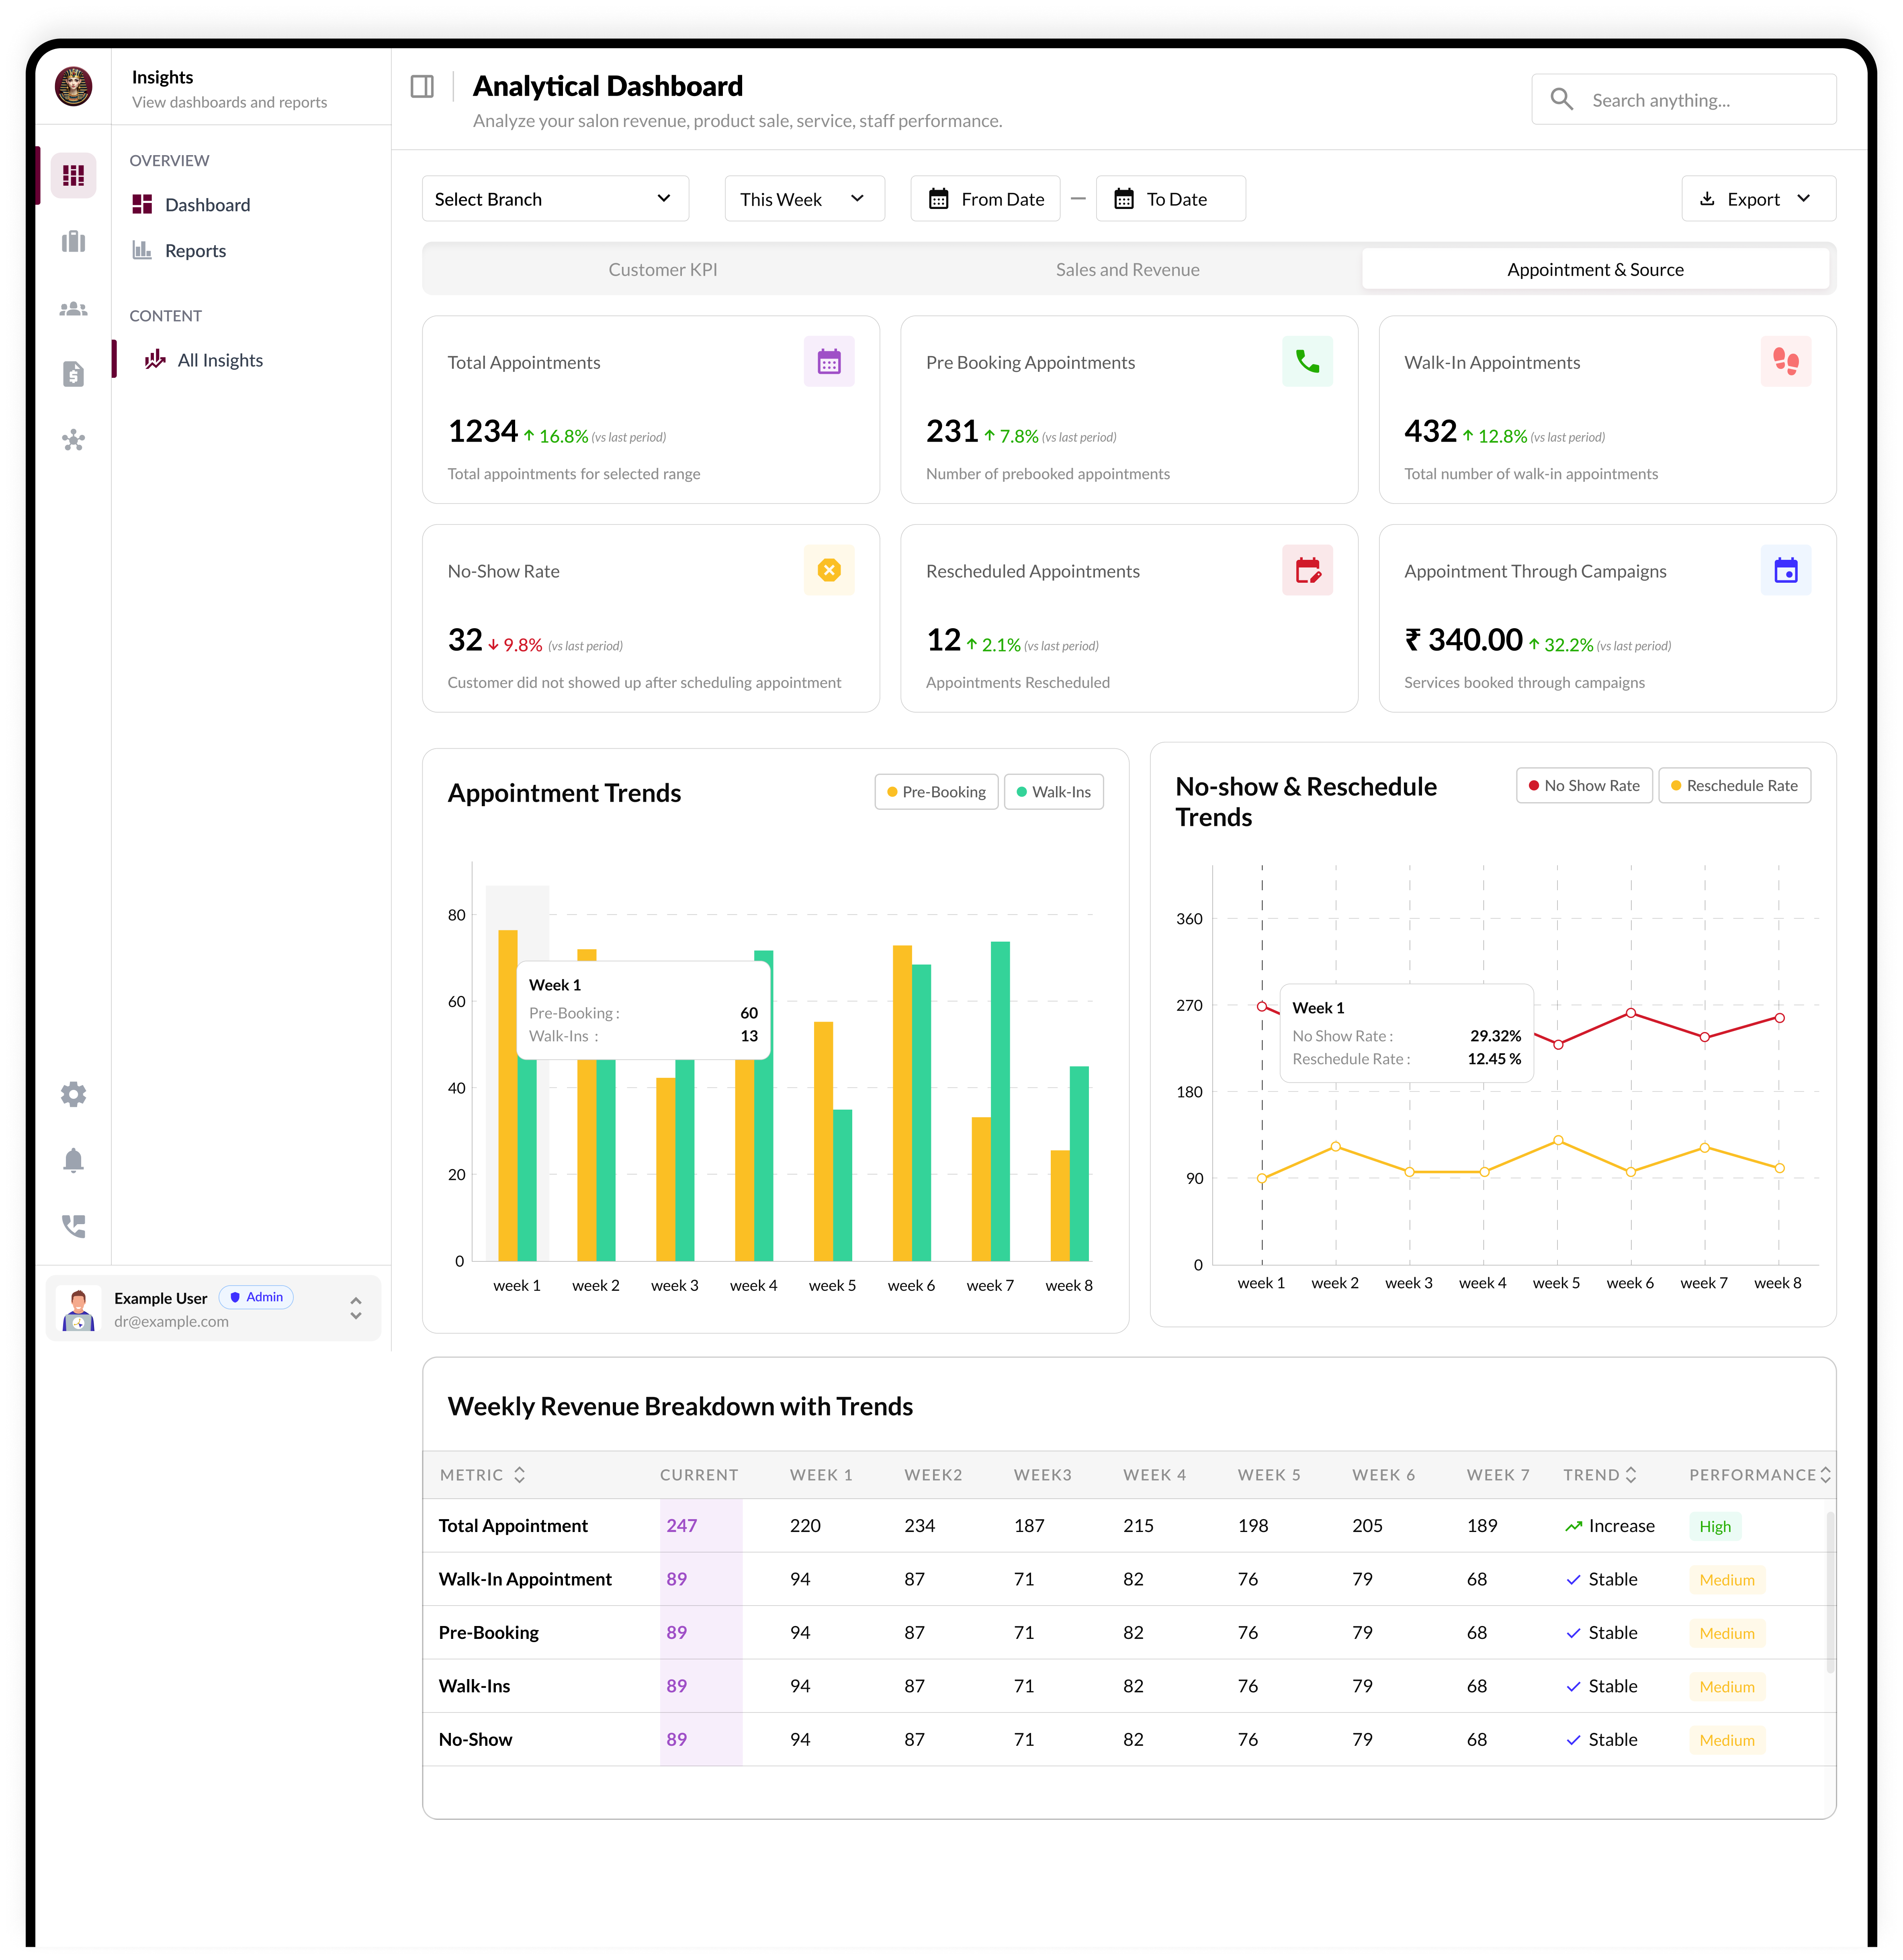 Insights
View dashboards and reports
OVERVIEW
Dashboard
Reports
CONTENT
All Insights
Example User
Admin
dr@example.com
Analytical Dashboard
Analyze your salon revenue, product sale, service, staff performance.
Search anything...
Select Branch
This Week
From Date
To Date
Export
Customer KPI
Sales and Revenue
Appointment & Source
Total Appointments
1234 16.8% (vs last period)
Total appointments for selected range
Pre Booking Appointments
231 7.8% (vs last period)
Number of prebooked appointments
Walk-In Appointments
432 12.8% (vs last period)
Total number of walk-in appointments
No-Show Rate
32 9.8% (vs last period)
Customer did not showed up after scheduling appointment
Rescheduled Appointments
12 2.1% (vs last period)
Appointments Rescheduled
Appointment Through Campaigns
₹ 340.00 32.2% (vs last period)
Services booked through campaigns
Appointment Trends
Pre-Booking
Walk-Ins
80
60
40
20
0
Week 1
Pre-Booking : 60
Walk-Ins : 13
week 1 week 2 week 3 week 4 week 5 week 6 week 7 week 8
No-show & Reschedule
Trends
No Show Rate
Reschedule Rate
360
270
180
90
0
Week 1
No Show Rate : 29.32%
Reschedule Rate : 12.45 %
week 1 week 2 week 3 week 4 week 5 week 6 week 7 week 8
Weekly Revenue Breakdown with Trends
METRIC CURRENT WEEK 1 WEEK2 WEEK3 WEEK 4 WEEK 5 WEEK 6 WEEK 7 TREND PERFORMANCE
Total Appointment 247 220 234 187 215 198 205 189 Increase High
Walk-In Appointment 89 94 87 71 82 76 79 68 Stable Medium
Pre-Booking 89 94 87 71 82 76 79 68 Stable Medium
Walk-Ins 89 94 87 71 82 76 79 68 Stable Medium
No-Show 89 94 87 71 82 76 79 68 Stable Medium